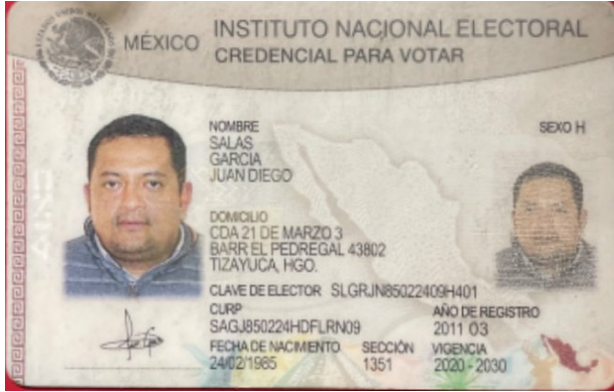 MÉXICO
INSTITUTO NACIONAL ELECTORAL
CREDENCIAL PARA VOTAR
NOMBRE
SALAS
GARCIA
JUAN DIEGO
SEXO H
DOMICILIO
CDA 21 DE MARZO 3
BARR EL PEDREGAL 43802
TIZAYUCA, HGO.
CLAVE DE ELECTOR SLGRJN85022409H401
CURP
SAGJ850224HDFLRN09
AÑO DE REGISTRO
2011 03
FECHA DE NACIMIENTO
24/02/1985
SECCIÓN
1351
VIGENCIA
2020 - 2030